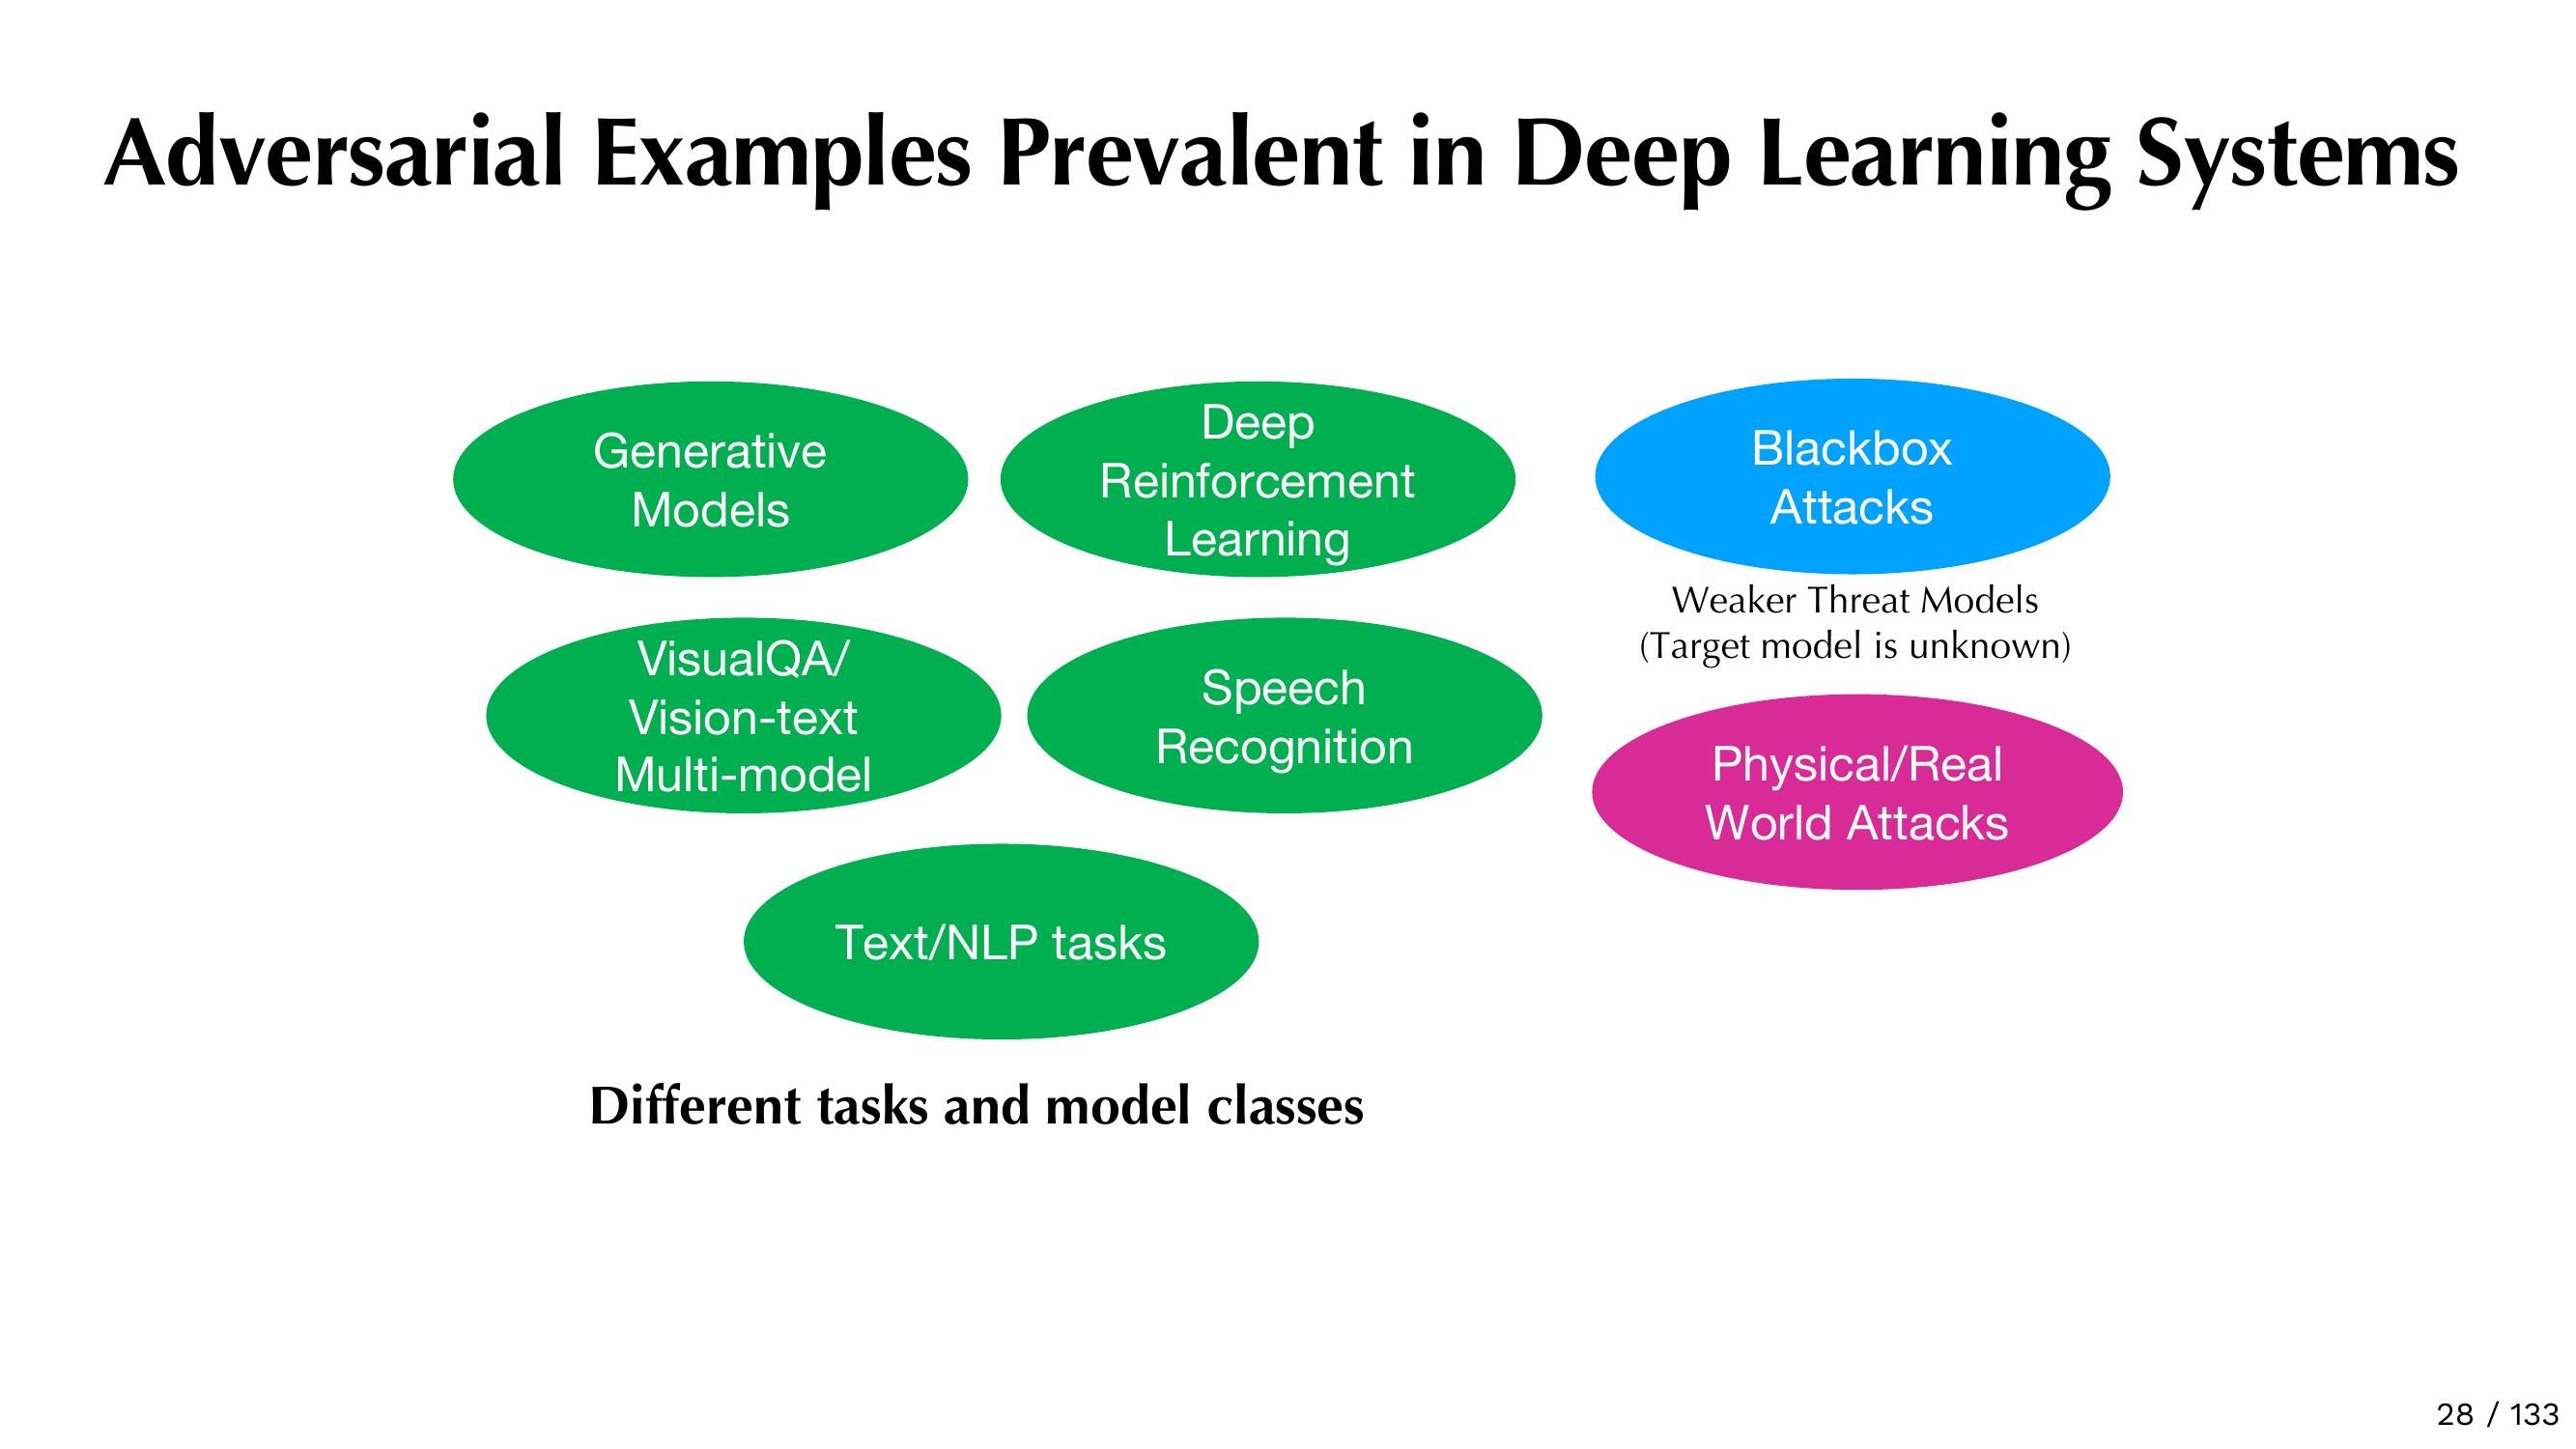 Adversarial Examples Prevalent in Deep Learning Systems
Generative
Models
Deep
Reinforcement
Learning
Blackbox
Attacks
Weaker Threat Models
(Target model is unknown)
VisualQA/
Vision-text
Multi-model
Speech
Recognition
Physical/Real
World Attacks
Text/NLP tasks
Different tasks and model classes
28 / 133